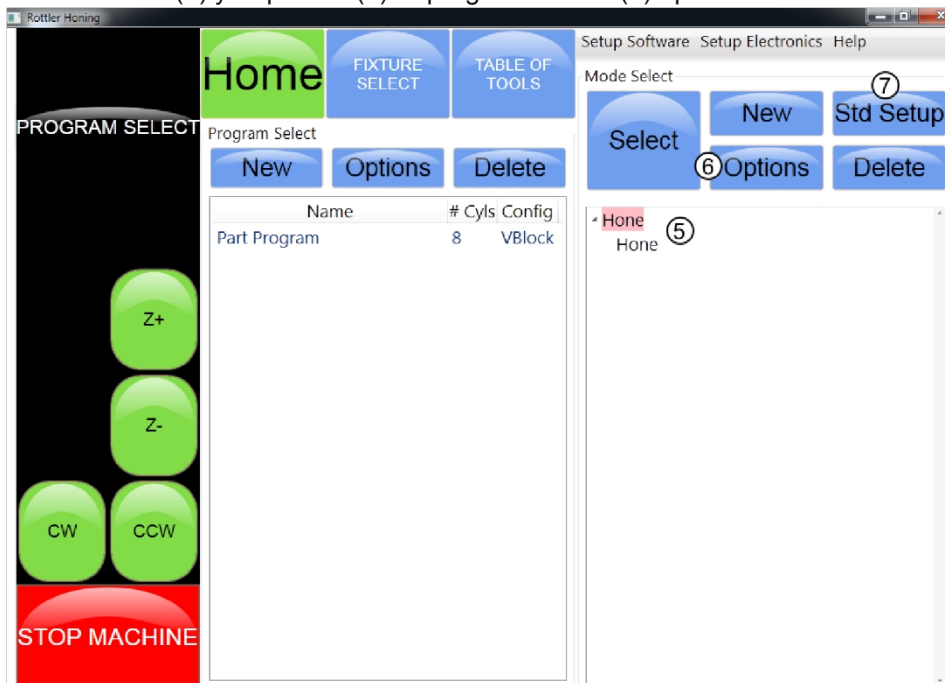 Rottler Honing
PROGRAM SELECT
Z+
Z-
CW CCW
STOP MACHINE
Home
FIXTURE
SELECT
TABLE OF
TOOLS
Program Select
New Options Delete
Name # Cyls Config
Part Program 8 VBlock
Setup Software Setup Electronics Help
Mode Select
Select
New
⑦
Std Setup
⑥ Options
Delete
Hone ⑤
Hone